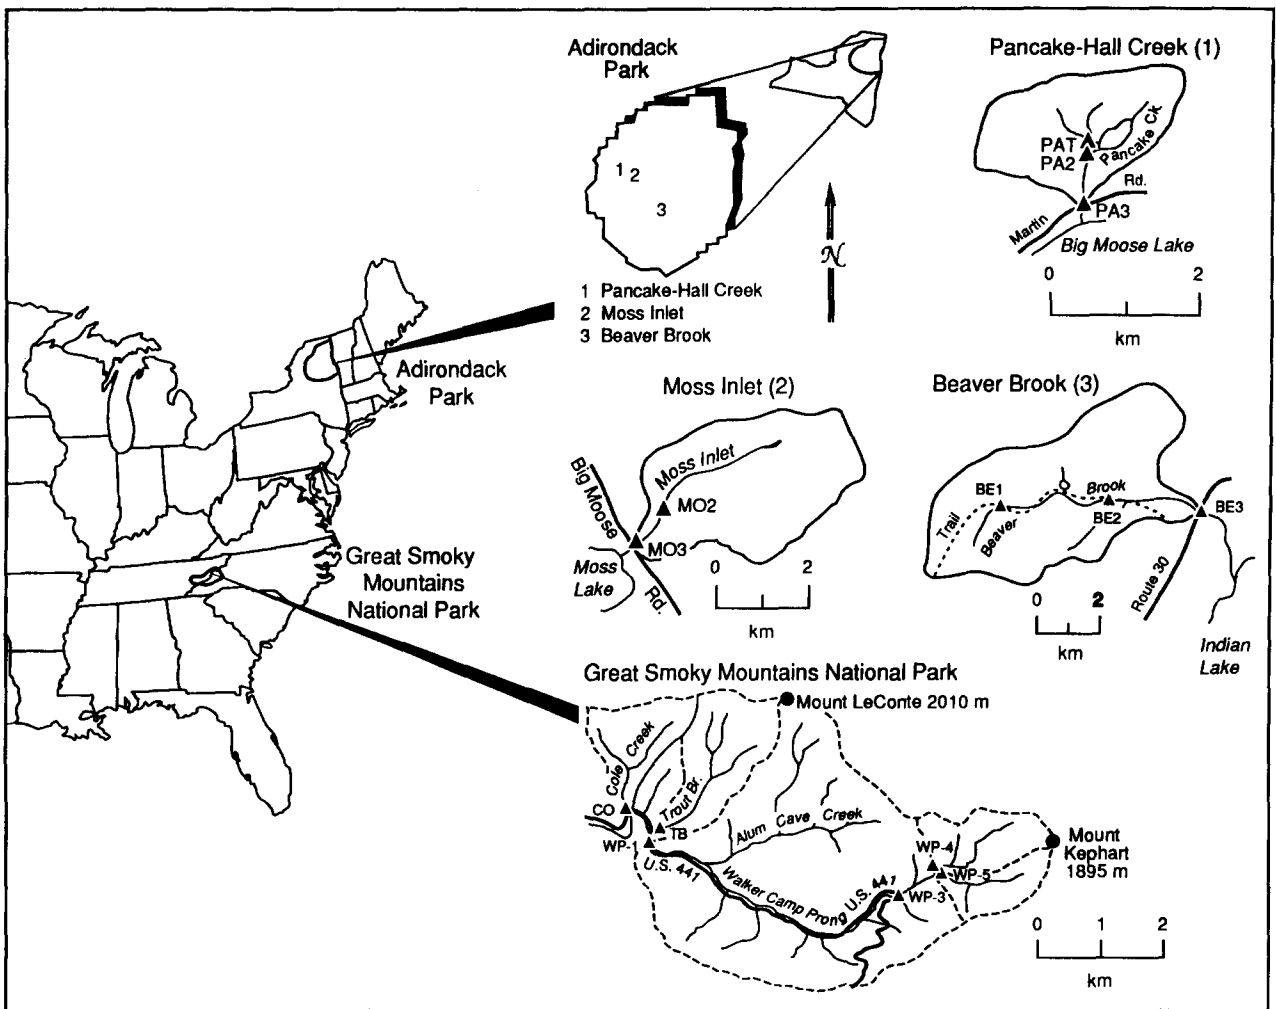 Adirondack
Park
1
2
3
N
1 Pancake-Hall Creek
2 Moss Inlet
3 Beaver Brook
Pancake-Hall Creek (1)
PAT
PA2
Pancake Ck
Rd.
PA3
Martin
Big Moose Lake
0 2
km
Adirondack
Park
Great Smoky
Mountains
National Park
Moss Inlet (2)
Big Moose
Moss Inlet
MO2
MO3
Moss
Lake
Rd.
0 2
km
Beaver Brook (3)
BE1
Brook
BE2
BE3
Trail
Beaver
Route 30
0 2
km
Indian
Lake
Great Smoky Mountains National Park
Mount LeConte 2010 m
Cole Creek
CO
Trout Br.
TB
WP-1
U.S. 441
Alum Cave Creek
Walker Camp Prong
U.S. 441
WP-4
WP-5
WP-3
Mount
Kephart
1895 m
0 1 2
km